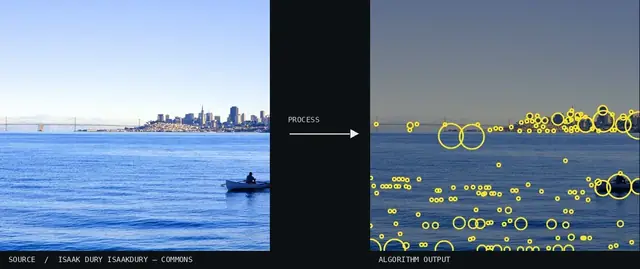 PROCESS
SOURCE / ISAAK DURY ISAAKDURY — COMMONS
ALGORITHM OUTPUT